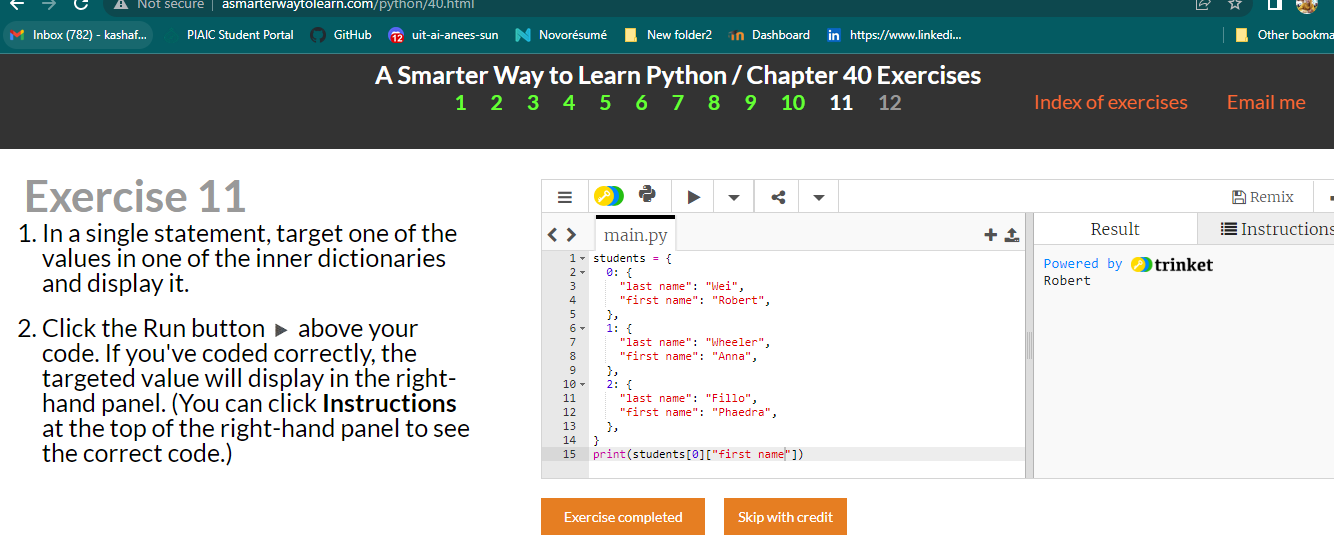 Not secure | asmarterwaytolearn.com/python/40.html
Inbox (782) - kashaf... PIAIC Student Portal GitHub 12 uit-ai-anees-sun Novorésumé New folder2 Dashboard https://www.linkedi... Other bookma
A Smarter Way to Learn Python / Chapter 40 Exercises
1 2 3 4 5 6 7 8 9 10 11 12 Index of exercises Email me
Exercise 11
1. In a single statement, target one of the
values in one of the inner dictionaries
and display it.
2. Click the Run button ▶ above your
code. If you've coded correctly, the
targeted value will display in the right-
hand panel. (You can click Instructions
at the top of the right-hand panel to see
the correct code.)
Remix
main.py
1 students = {
2 0: {
3 "last name": "Wei",
4 "first name": "Robert",
5 },
6 1: {
7 "last name": "Wheeler",
8 "first name": "Anna",
9 },
10 2: {
11 "last name": "Fillo",
12 "first name": "Phaedra",
13 },
14 }
15 print(students[0]["first name"])
Result Instructions
Powered by trinket
Robert
Exercise completed Skip with credit